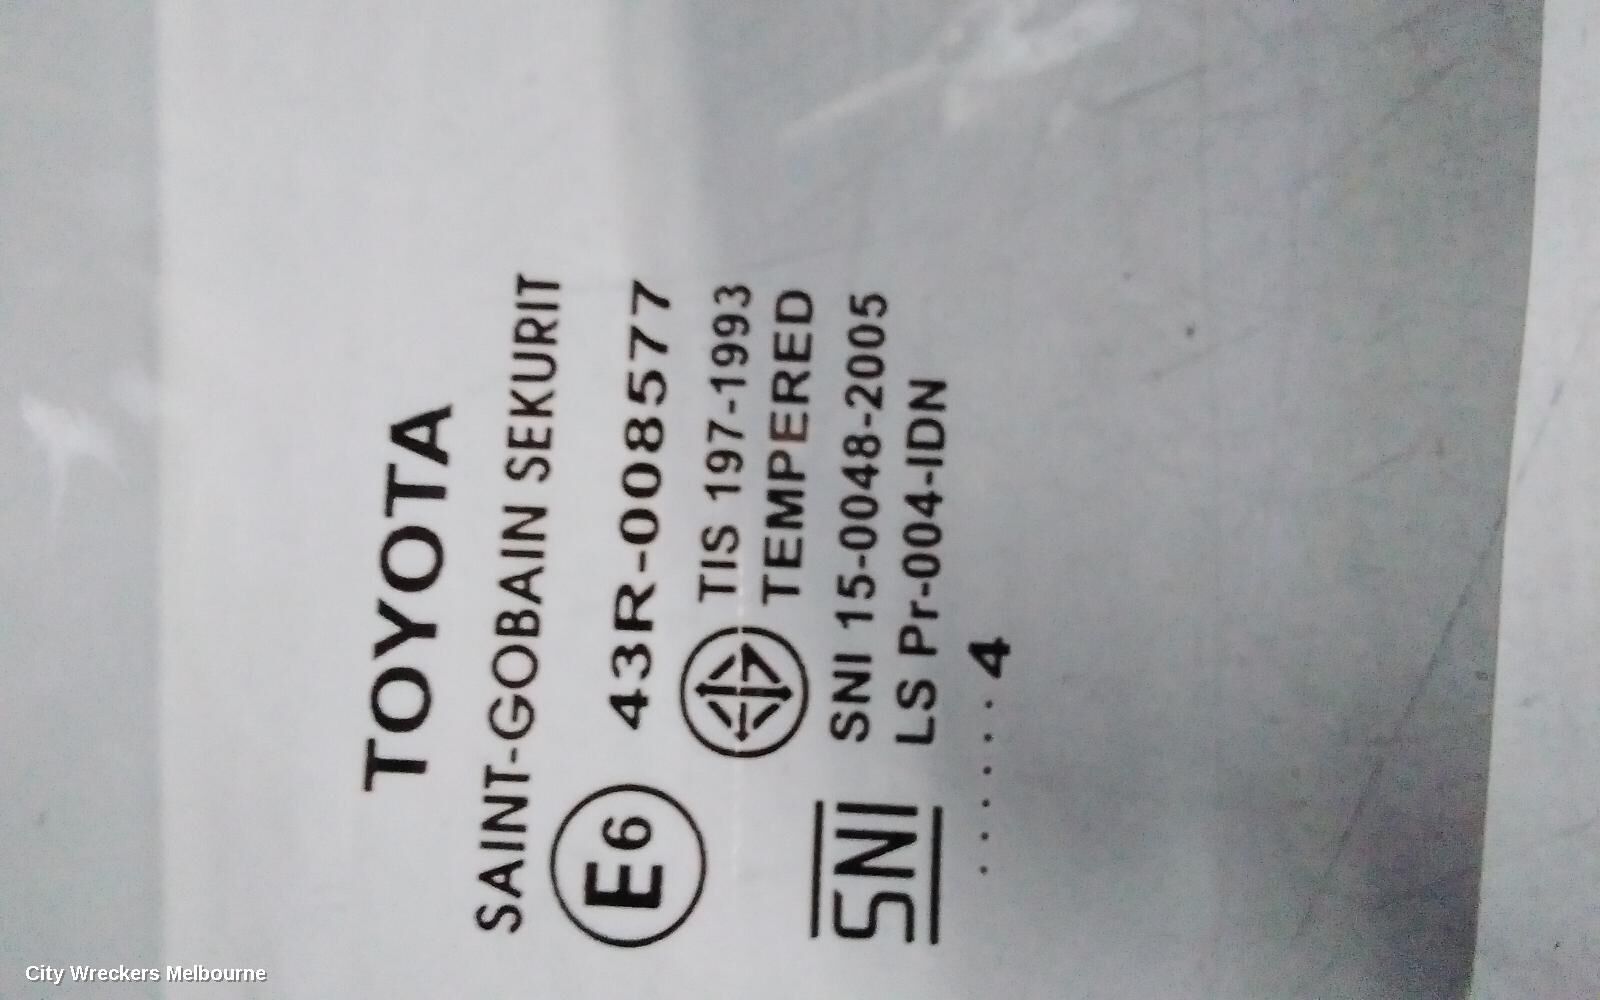 TOYOTA
SAINT-GOBAIN SEKURIT
E6 43R-008577
TIS 197-1993
TEMPERED
SNI SNI 15-0048-2005
LS Pr-004-IDN
. . . . . . 4
City Wreckers Melbourne